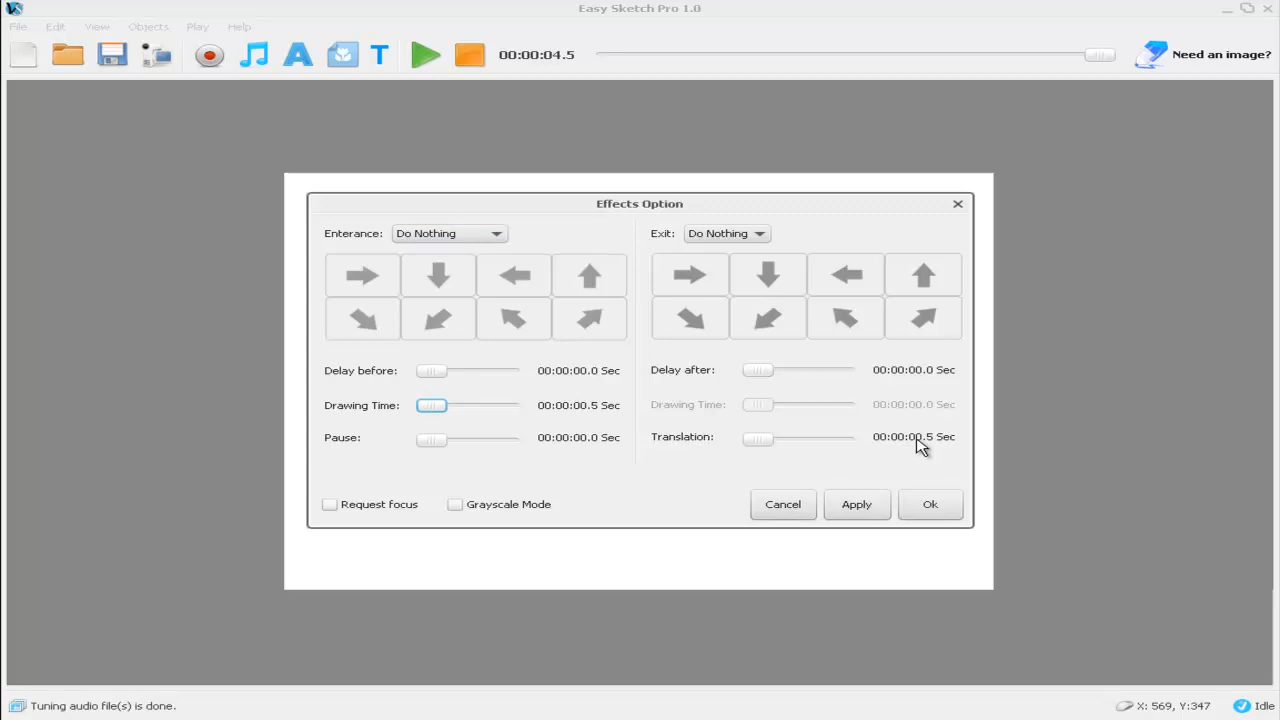 Easy Sketch Pro 1.0
File Edit View Objects Play Help
00:00:04.5 Need an image?
Effects Option
Enterance: Do Nothing Exit: Do Nothing
Delay before: 00:00:00.0 Sec Delay after: 00:00:00.0 Sec
Drawing Time: 00:00:00.5 Sec Drawing Time: 00:00:00.0 Sec
Pause: 00:00:00.0 Sec Translation: 00:00:00.5 Sec
Request focus Grayscale Mode Cancel Apply Ok
Tuning audio file(s) is done. X: 569, Y:347 Idle